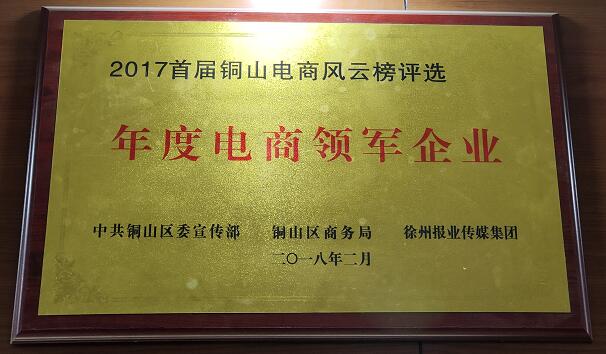 2017首届铜山电商风云榜评选
年度电商领军企业
中共铜山区委宣传部 铜山区商务局 徐州报业传媒集团
二〇一八年二月